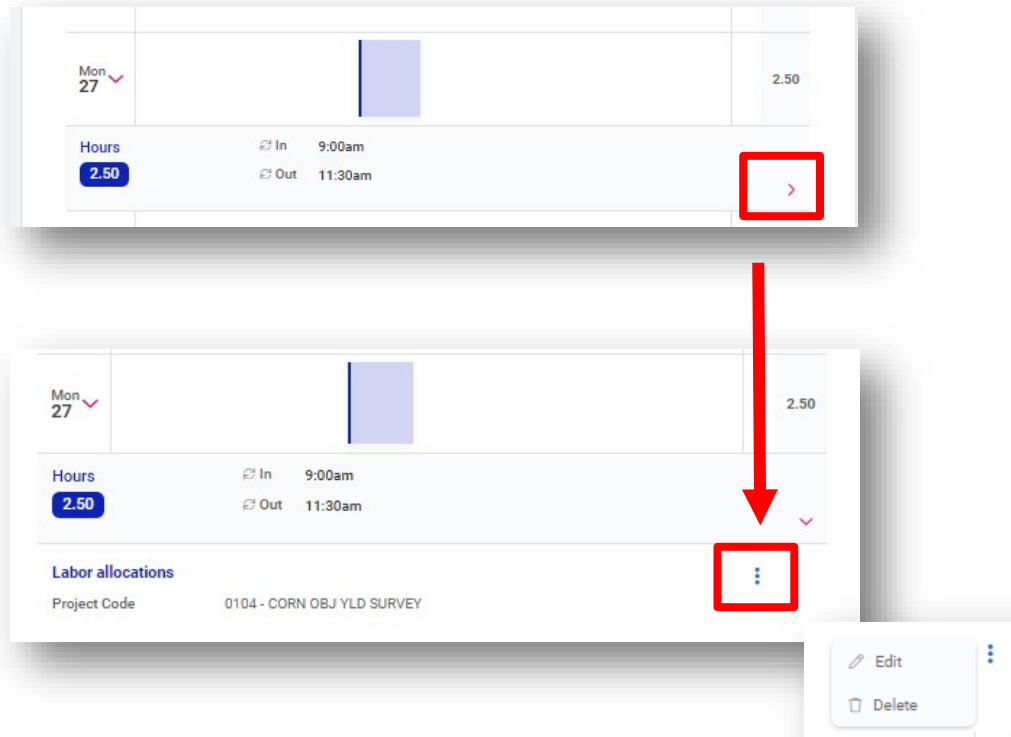 Mon
27
2.50
Hours In 9:00am
2.50 Out 11:30am
Mon
27
2.50
Hours In 9:00am
2.50 Out 11:30am
Labor allocations
Project Code 0104 - CORN OBJ YLD SURVEY
Edit
Delete